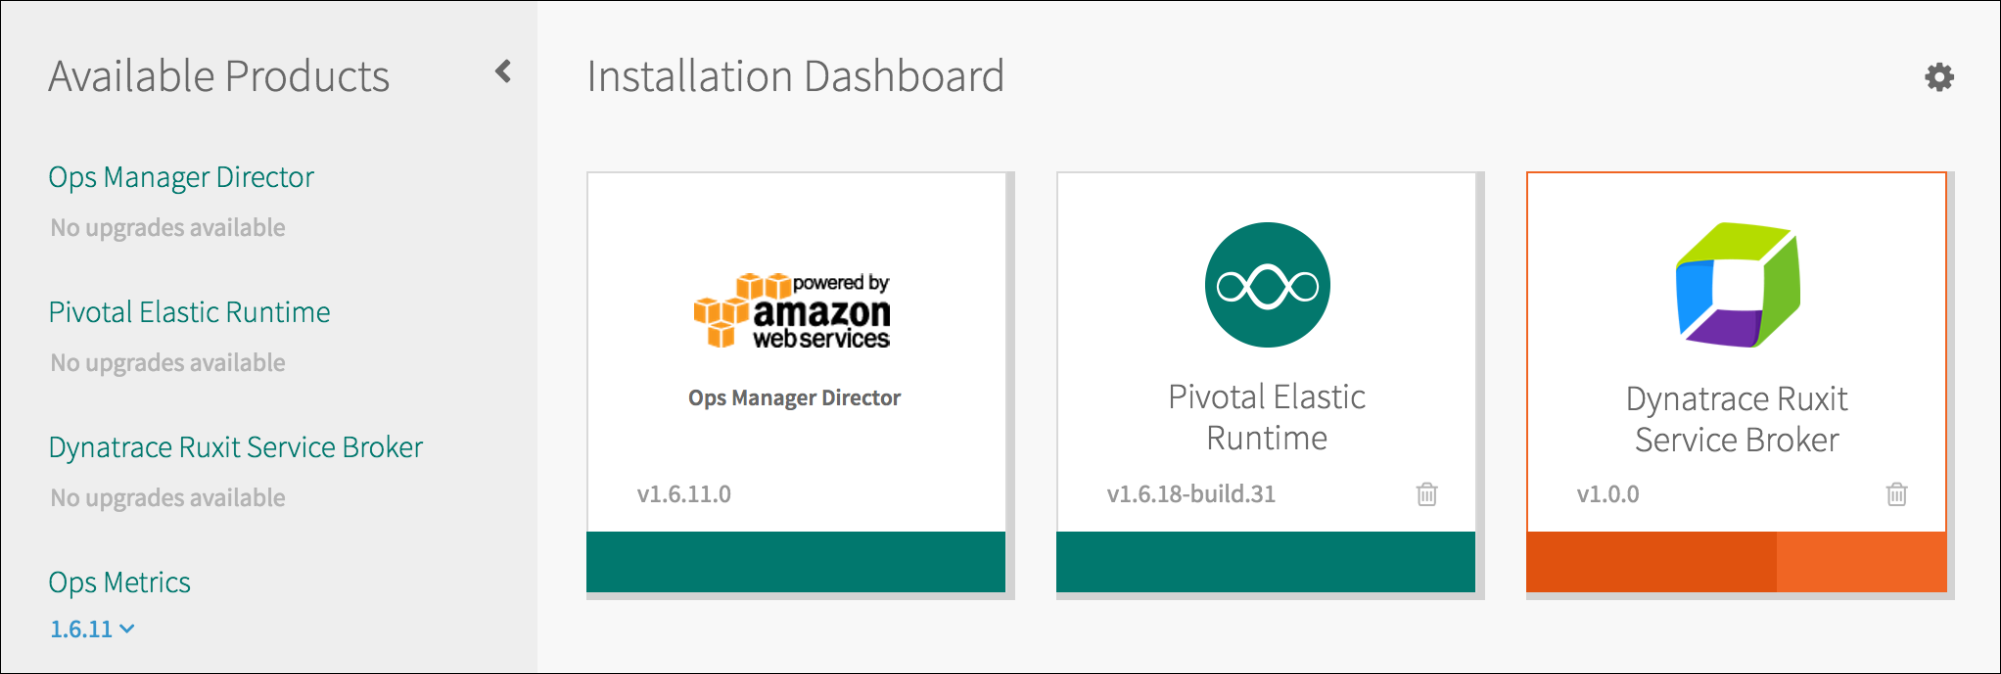 Available Products
Ops Manager Director
No upgrades available
Pivotal Elastic Runtime
No upgrades available
Dynatrace Ruxit Service Broker
No upgrades available
Ops Metrics
1.6.11
Installation Dashboard
powered by
amazon
webservices
Ops Manager Director
v1.6.11.0
Pivotal Elastic
Runtime
v1.6.18-build.31
Dynatrace Ruxit
Service Broker
v1.0.0